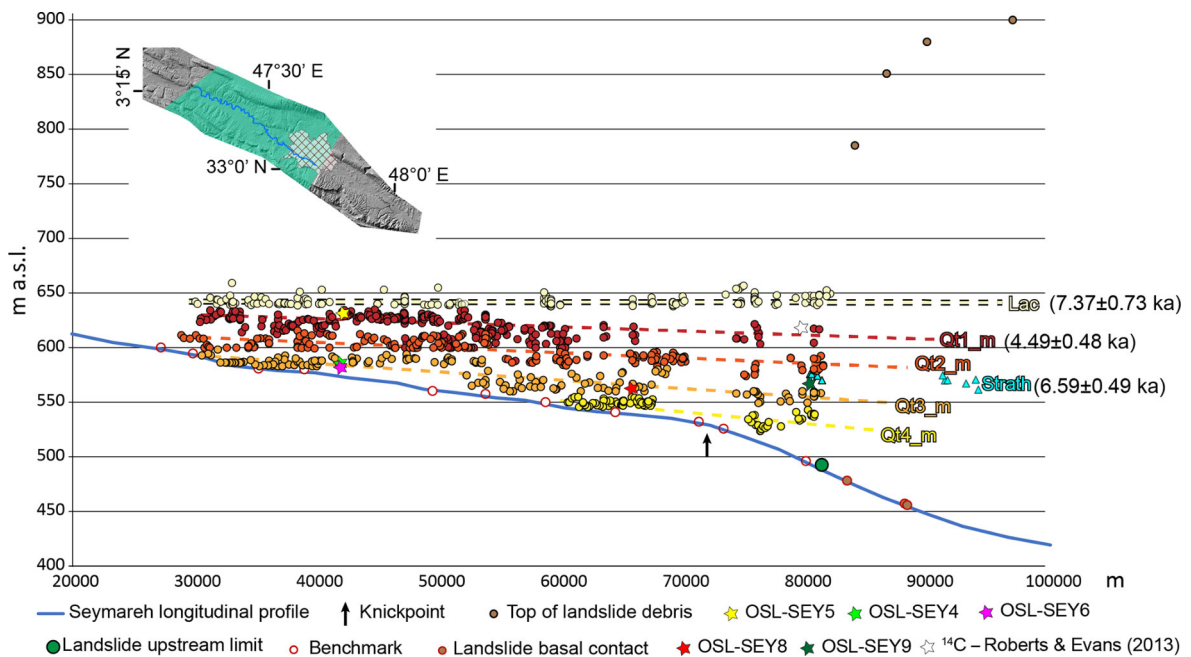 900
850
800
750
700
650
600
550
500
450
400
m a.s.l.
3°15' N
47°30' E
33°0' N
48°0' E
Lac (7.37±0.73 ka)
Qt1_m (4.49±0.48 ka)
Qt2_m
Strath (6.59±0.49 ka)
Qt3_m
Qt4_m
20000 30000 40000 50000 60000 70000 80000 90000 100000 m
Seymareh longitudinal profile Knickpoint Top of landslide debris OSL-SEY5 OSL-SEY4 OSL-SEY6
Landslide upstream limit Benchmark Landslide basal contact OSL-SEY8 OSL-SEY9 ¹⁴C – Roberts & Evans (2013)